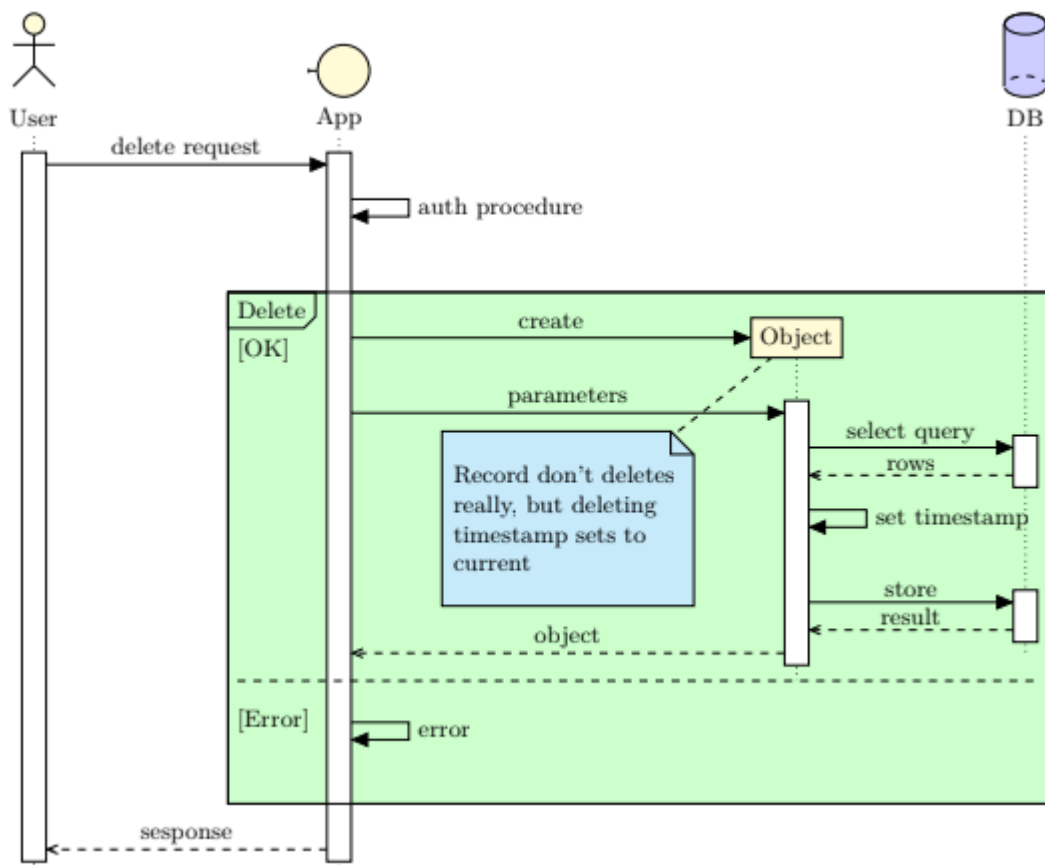 User
App
DB
delete request
auth procedure
Delete
[OK]
create
Object
parameters
select query
rows
Record don't deletes
really, but deleting
timestamp sets to
current
set timestamp
store
result
object
[Error]
error
sesponse